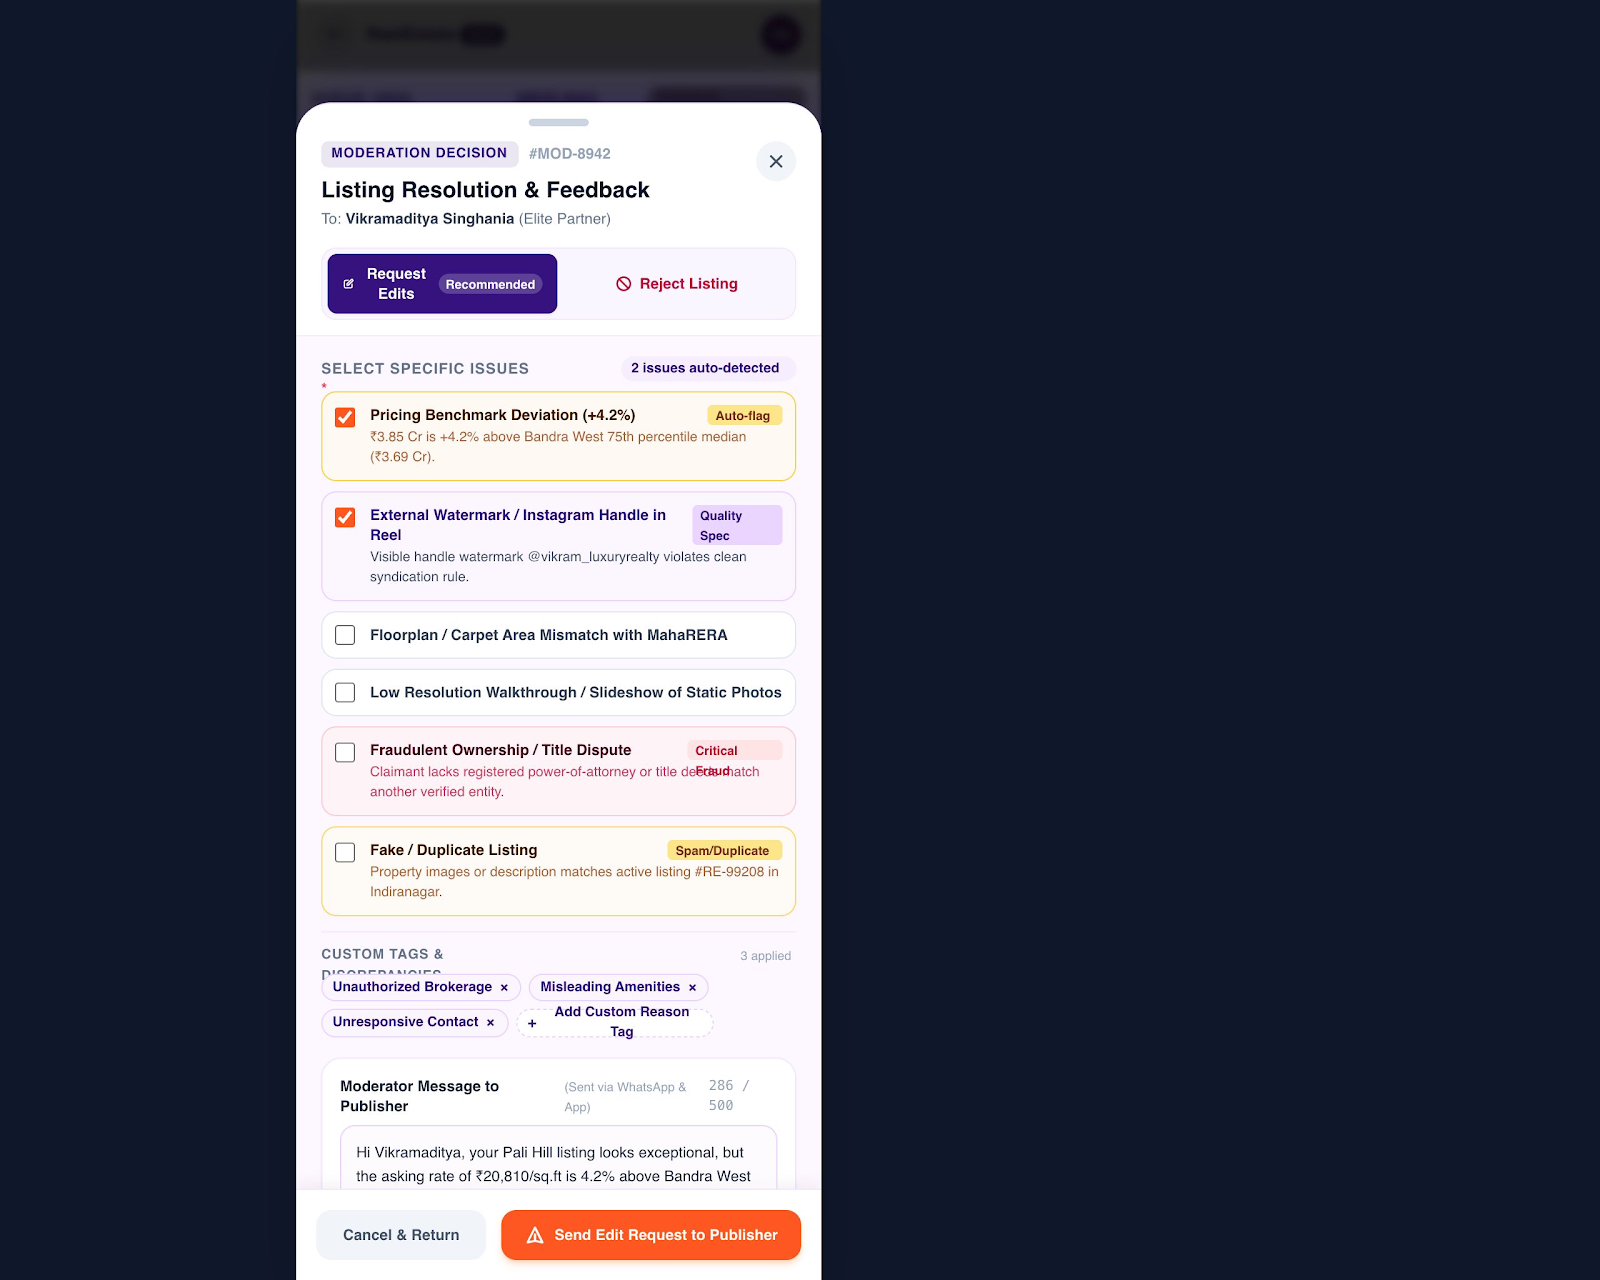 MODERATION DECISION #MOD-8942
Listing Resolution & Feedback
To: Vikramaditya Singhania (Elite Partner)
Request
Edits
Recommended
Reject Listing
SELECT SPECIFIC ISSUES
*
2 issues auto-detected
Pricing Benchmark Deviation (+4.2%)
Auto-flag
₹3.85 Cr is +4.2% above Bandra West 75th percentile median
(₹3.69 Cr).
External Watermark / Instagram Handle in
Reel
Quality
Spec
Visible handle watermark @vikram_luxuryrealty violates clean
syndication rule.
Floorplan / Carpet Area Mismatch with MahaRERA
Low Resolution Walkthrough / Slideshow of Static Photos
Fraudulent Ownership / Title Dispute
Critical
Fraud
Claimant lacks registered power-of-attorney or title deeds match
another verified entity.
Fake / Duplicate Listing
Spam/Duplicate
Property images or description matches active listing #RE-99208 in
Indiranagar.
CUSTOM TAGS &
DISCREPANCIES
3 applied
Unauthorized Brokerage ×
Misleading Amenities ×
Unresponsive Contact ×
+ Add Custom Reason
Tag
Moderator Message to
Publisher
(Sent via WhatsApp &
App)
286 /
500
Hi Vikramaditya, your Pali Hill listing looks exceptional, but
the asking rate of ₹20,810/sq.ft is 4.2% above Bandra West
Cancel & Return
Send Edit Request to Publisher